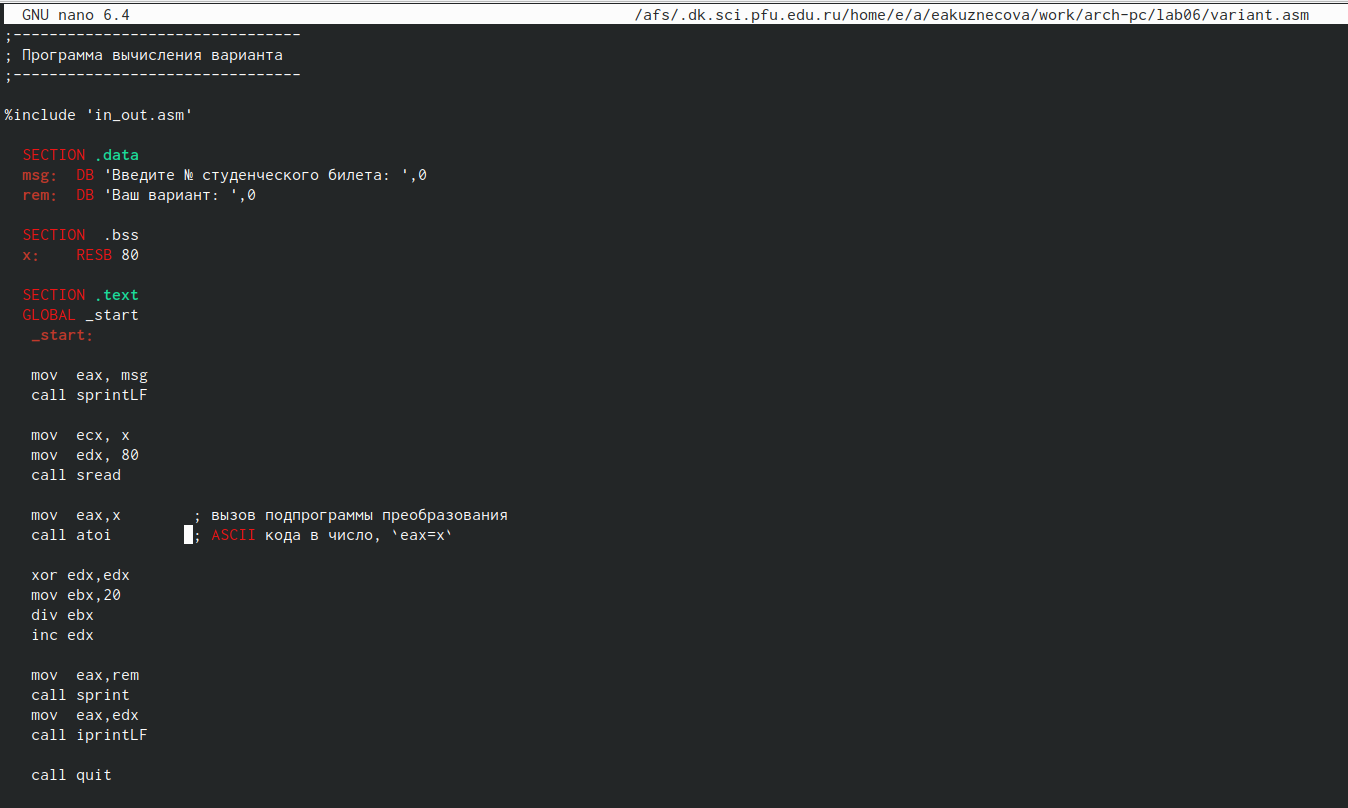 GNU nano 6.4 /afs/.dk.sci.pfu.edu.ru/home/e/a/eakuznecova/work/arch-pc/lab06/variant.asm
;--------------------------------
; Программа вычисления варианта
;--------------------------------
%include 'in_out.asm'
SECTION .data
msg: DB 'Введите № студенческого билета: ',0
rem: DB 'Ваш вариант: ',0
SECTION .bss
x: RESB 80
SECTION .text
GLOBAL _start
_start:
mov eax, msg
call sprintLF
mov ecx, x
mov edx, 80
call sread
mov eax,x ; вызов подпрограммы преобразования
call atoi ; ASCII кода в число, `eax=x`
xor edx,edx
mov ebx,20
div ebx
inc edx
mov eax,rem
call sprint
mov eax,edx
call iprintLF
call quit